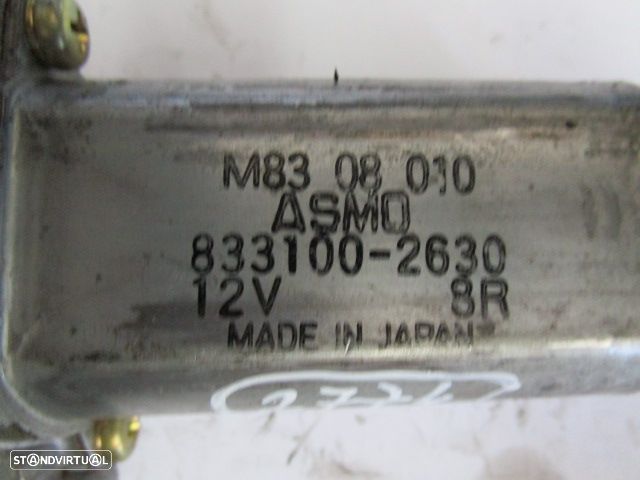 M83 08 010
ASMO
833100-2630
12V 8R
MADE IN JAPAN
STANDVIRTUAL